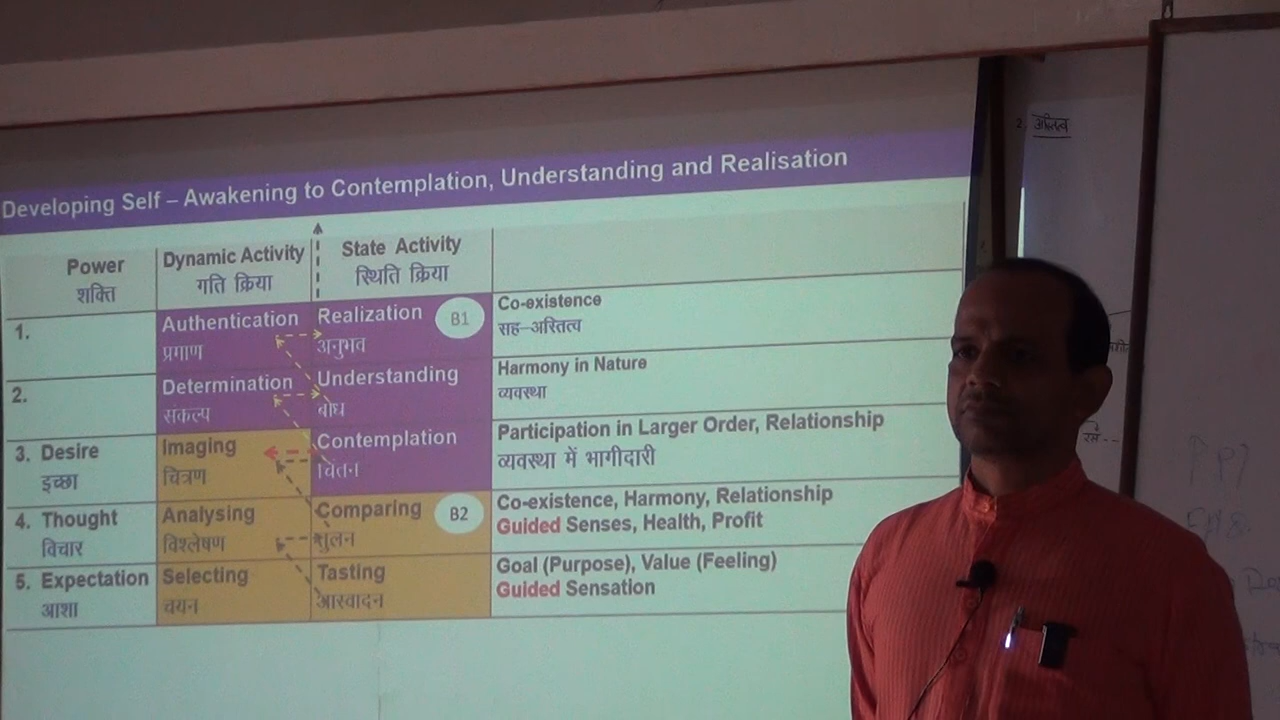 Developing Self – Awakening to Contemplation, Understanding and Realisation
Power
शक्ति
Dynamic Activity
गति क्रिया
State Activity
स्थिति क्रिया
1.
Authentication
प्रमाण
Realization
अनुभव
B1
Co-existence
सह–अस्तित्व
2.
Determination
संकल्प
Understanding
बोध
Harmony in Nature
व्यवस्था
3. Desire
इच्छा
Imaging
चित्रण
Contemplation
चिंतन
Participation in Larger Order, Relationship
व्यवस्था में भागीदारी
4. Thought
विचार
Analysing
विश्लेषण
Comparing
तुलन
B2
Co-existence, Harmony, Relationship
Guided Senses, Health, Profit
5. Expectation
आशा
Selecting
चयन
Tasting
आस्वादन
Goal (Purpose), Value (Feeling)
Guided Sensation
2. अस्तित्व